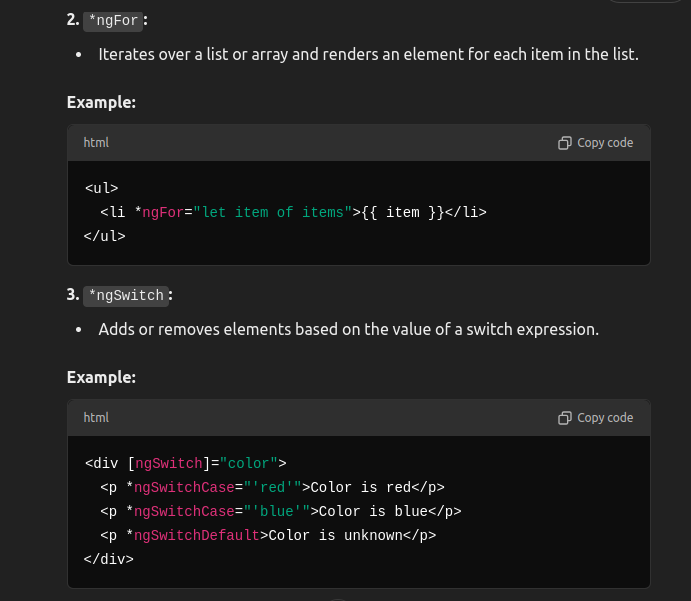 2. *ngFor:
• Iterates over a list or array and renders an element for each item in the list.
Example:
html Copy code
<ul>
  <li *ngFor="let item of items">{{ item }}</li>
</ul>
3. *ngSwitch:
• Adds or removes elements based on the value of a switch expression.
Example:
html Copy code
<div [ngSwitch]="color">
  <p *ngSwitchCase="'red'">Color is red</p>
  <p *ngSwitchCase="'blue'">Color is blue</p>
  <p *ngSwitchDefault>Color is unknown</p>
</div>